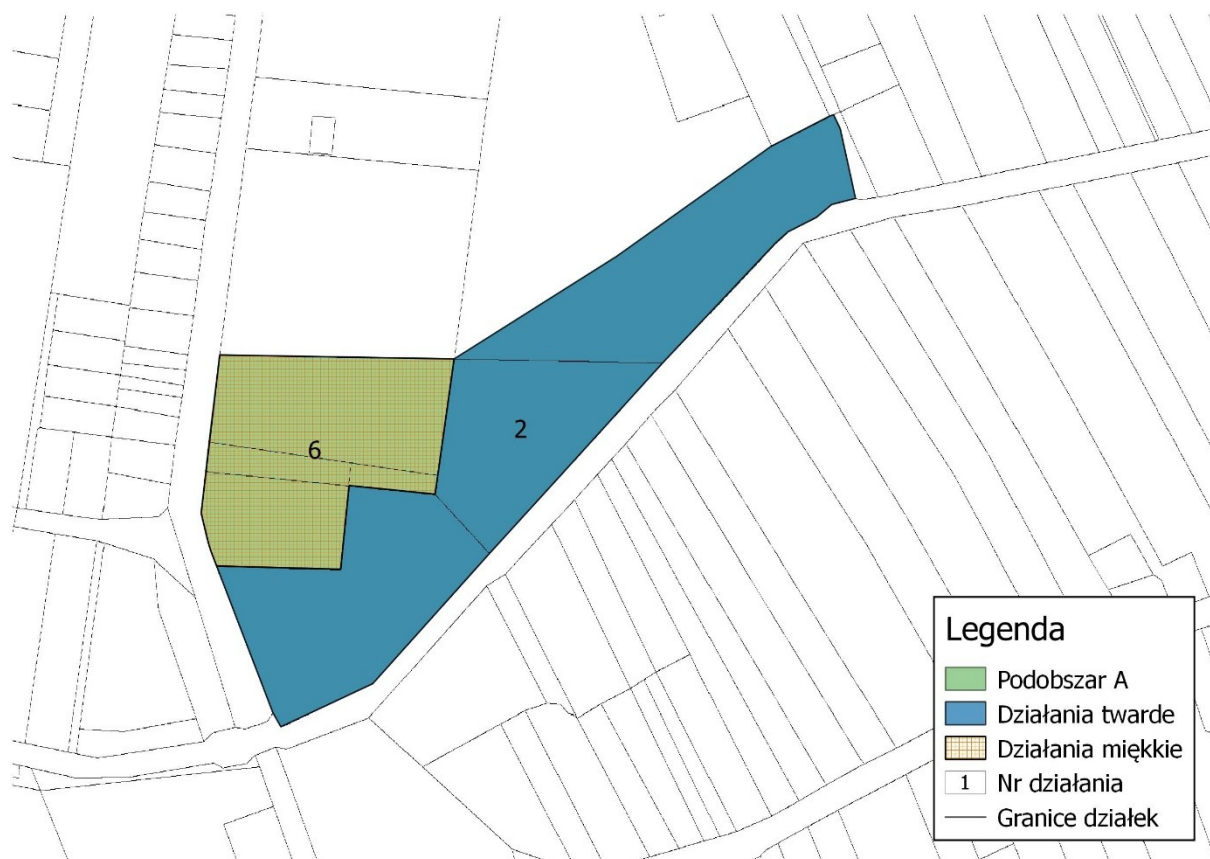 2
6
Legenda
Podobszar A
Działania twarde
Działania miękkie
1 Nr działania
Granice działek